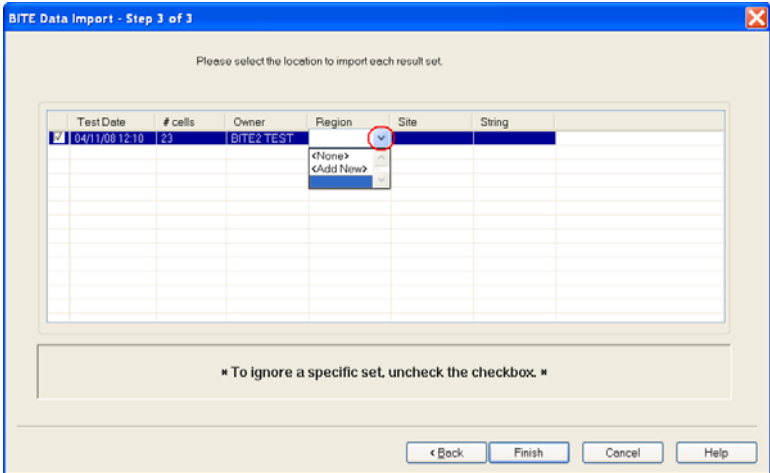 BITE Data Import - Step 3 of 3
Please select the location to import each result set.
Test Date # cells Owner Region Site String
04/11/08 12:10 23 BITE2 TEST
<None>
<Add New>
* To ignore a specific set, uncheck the checkbox. *
< Back Finish Cancel Help